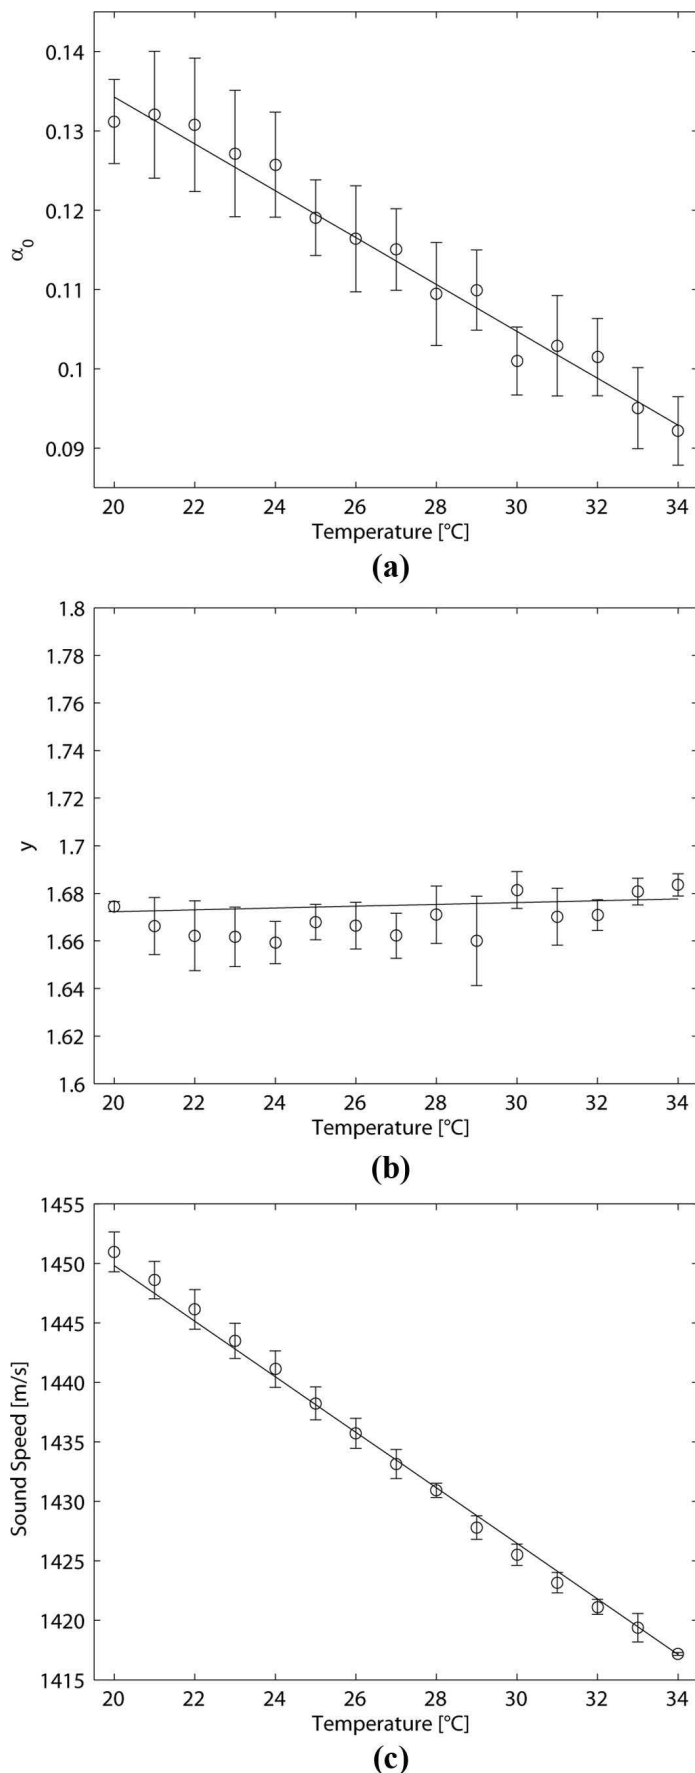 0.14
0.13
0.12
0.11
0.1
0.09
α0
20 22 24 26 28 30 32 34
Temperature [°C]
(a)
1.8
1.78
1.76
1.74
1.72
1.7
1.68
1.66
1.64
1.62
1.6
y
20 22 24 26 28 30 32 34
Temperature [°C]
(b)
1455
1450
1445
1440
1435
1430
1425
1420
1415
Sound Speed [m/s]
20 22 24 26 28 30 32 34
Temperature [°C]
(c)